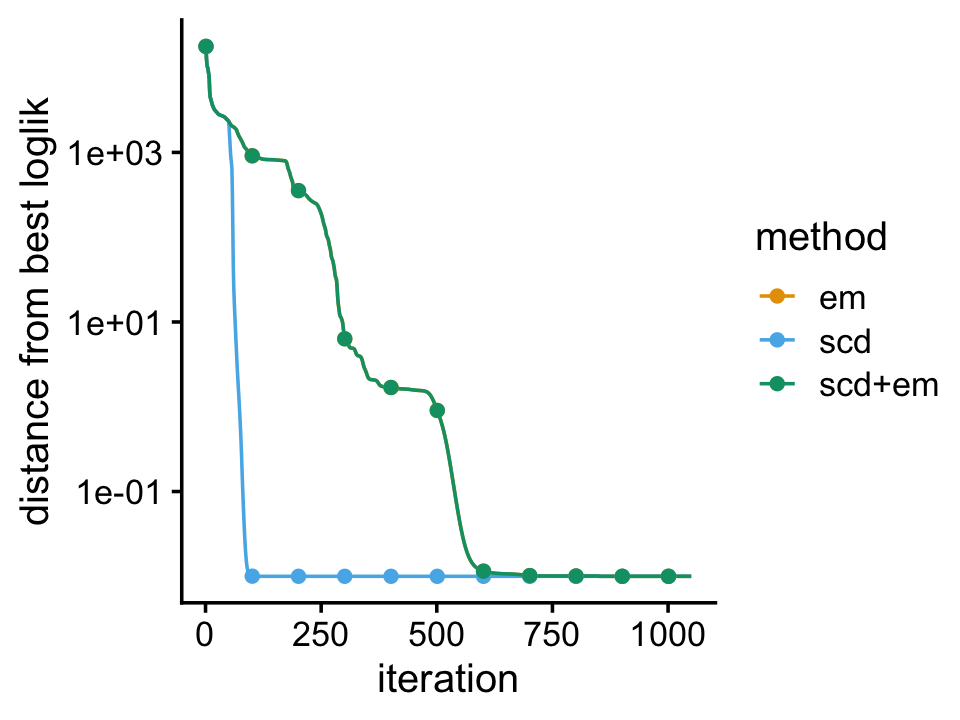 distance from best loglik
1e+03
1e+01
1e-01
0 250 500 750 1000
iteration
method
em
scd
scd+em